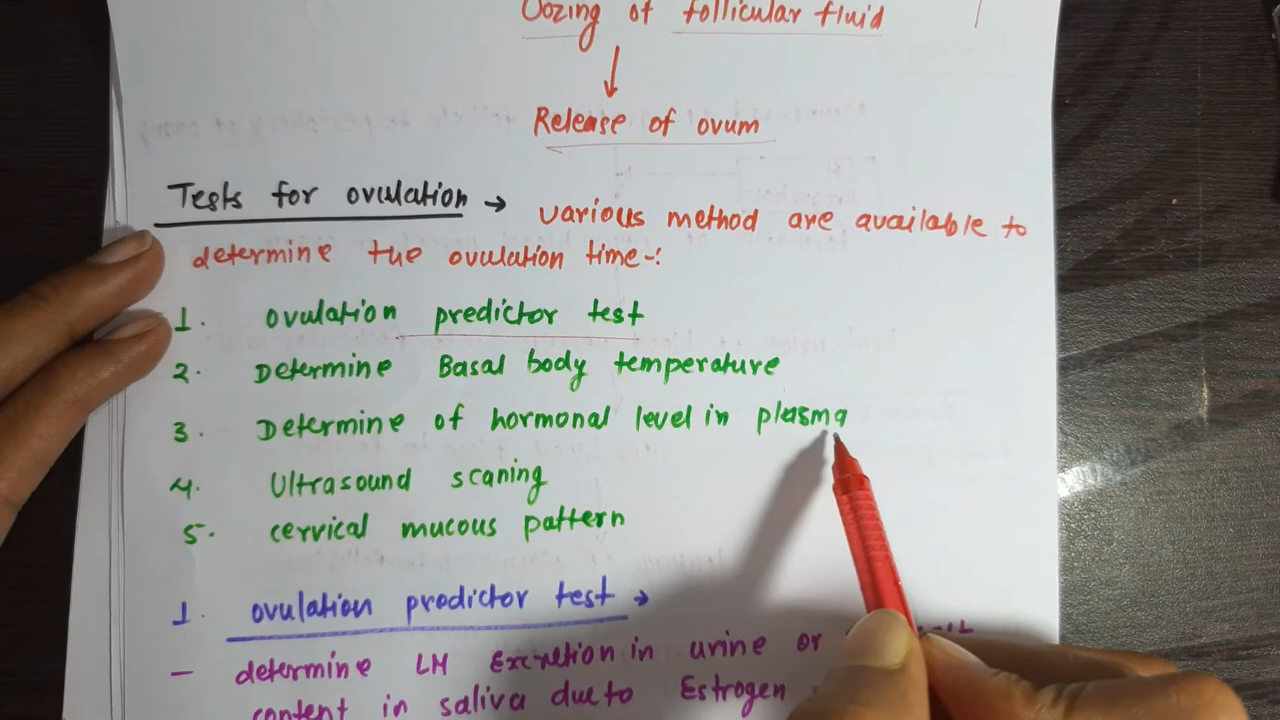 Oozing of follicular fluid
↓
Release of ovum
Tests for ovulation → various method are available to
determine the ovulation time-:
1. ovulation predictor test
2. Determine Basal body temperature
3. Determine of hormonal level in plasma
4. Ultrasound scaning
5. cervical mucous pattern
1. ovulation predictor test →
- determine LH Excretion in urine or
content in saliva due to Estrogen